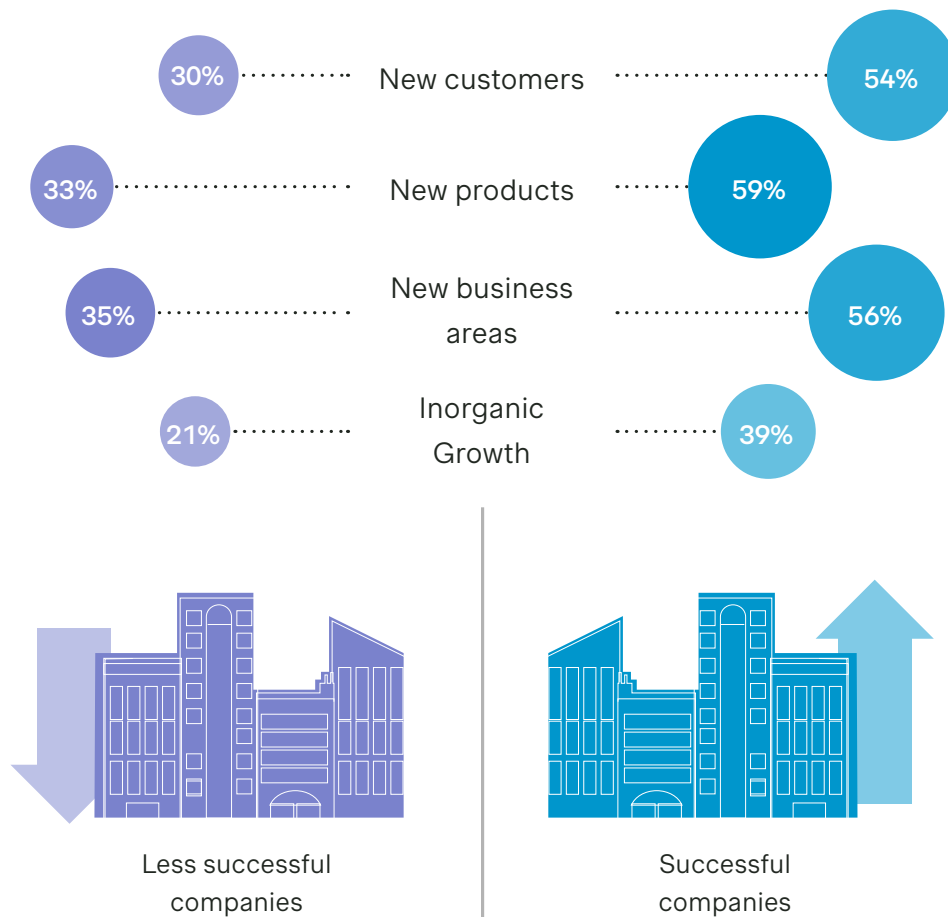 30% New customers 54%
33% New products 59%
New business
35% 56%
areas
Inorganic
21% 39%
Growth
Less successful
companies
Successful
companies